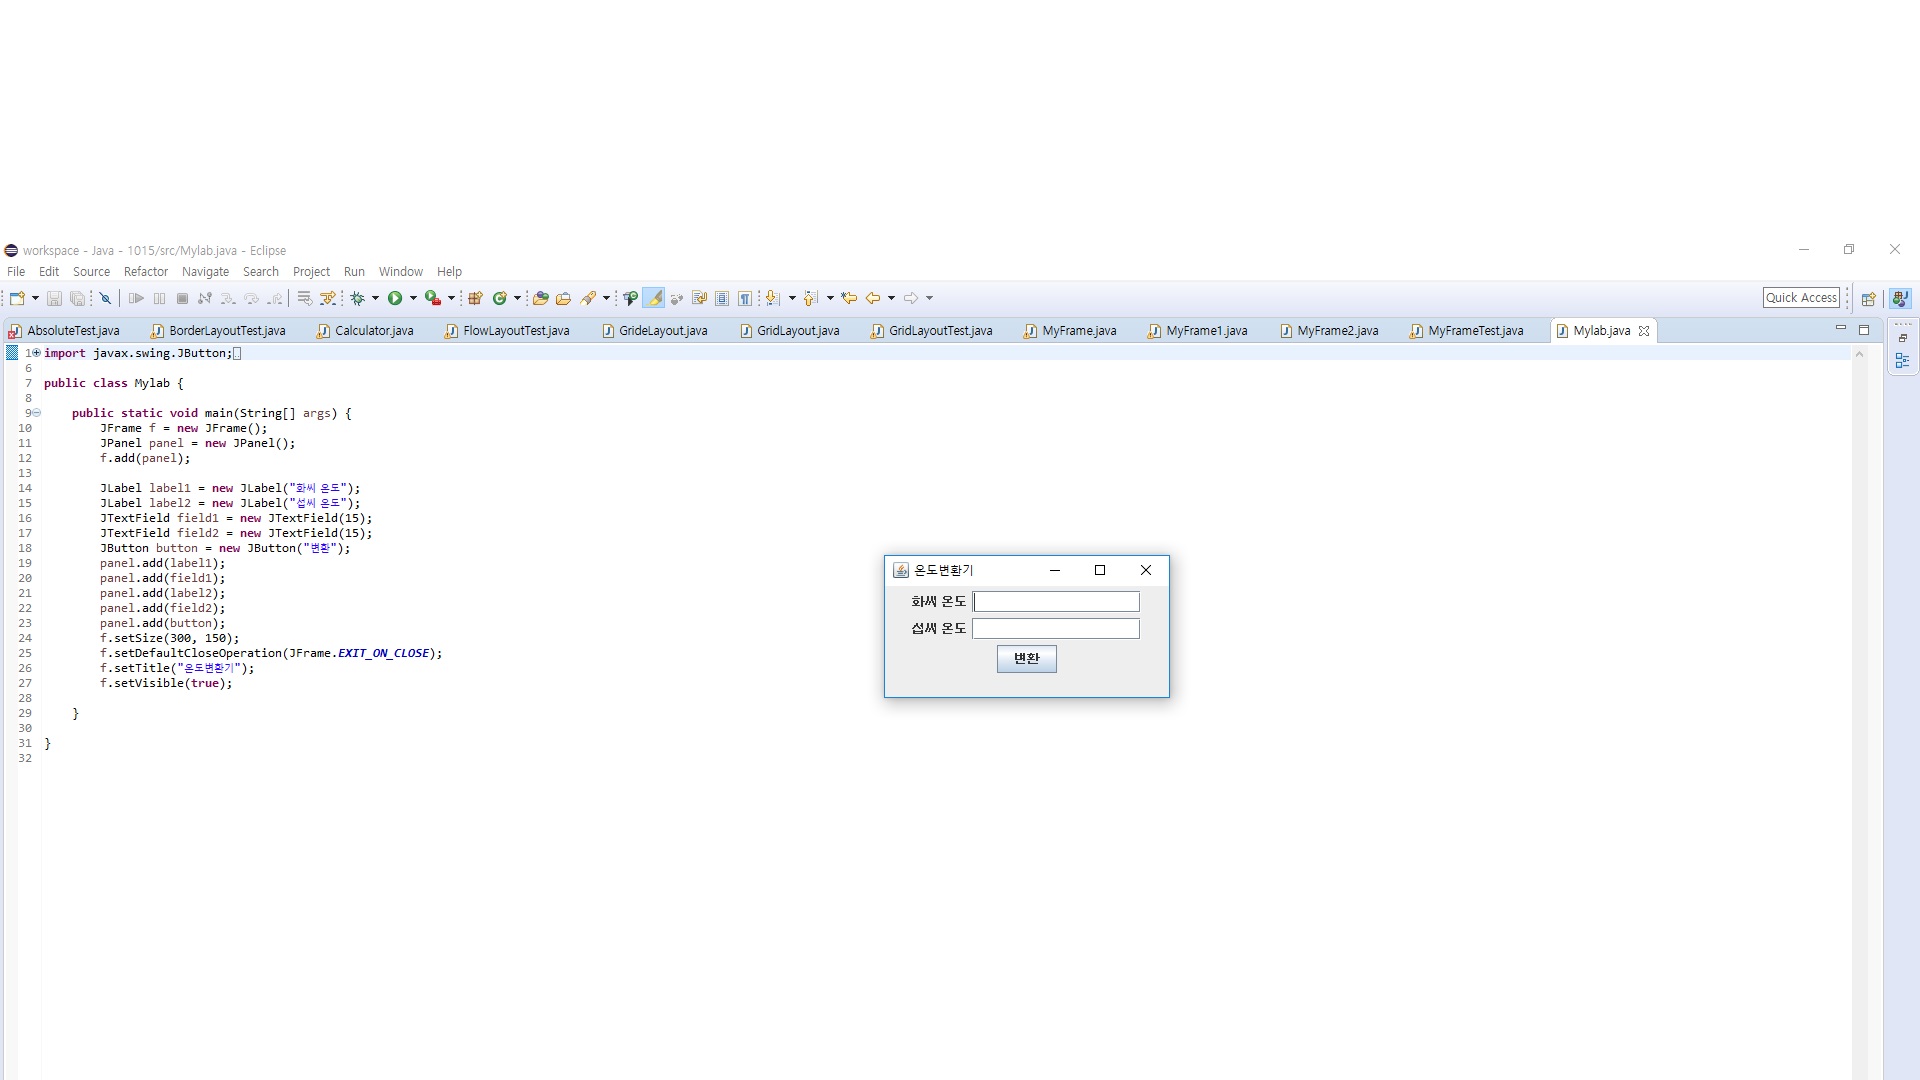 workspace - Java - 1015/src/Mylab.java - Eclipse
File Edit Source Refactor Navigate Search Project Run Window Help
Quick Access
AbsoluteTest.java BorderLayoutTest.java Calculator.java FlowLayoutTest.java GrideLayout.java GridLayout.java GridLayoutTest.java MyFrame.java MyFrame1.java MyFrame2.java MyFrameTest.java Mylab.java
1 import javax.swing.JButton;
6
7 public class Mylab {
8
9 public static void main(String[] args) {
10 JFrame f = new JFrame();
11 JPanel panel = new JPanel();
12 f.add(panel);
13
14 JLabel label1 = new JLabel("화씨 온도");
15 JLabel label2 = new JLabel("섭씨 온도");
16 JTextField field1 = new JTextField(15);
17 JTextField field2 = new JTextField(15);
18 JButton button = new JButton("변환");
19 panel.add(label1);
20 panel.add(field1);
21 panel.add(label2);
22 panel.add(field2);
23 panel.add(button);
24 f.setSize(300, 150);
25 f.setDefaultCloseOperation(JFrame.EXIT_ON_CLOSE);
26 f.setTitle("온도변환기");
27 f.setVisible(true);
28
29 }
30
31 }
32
온도변환기
화씨 온도
섭씨 온도
변환